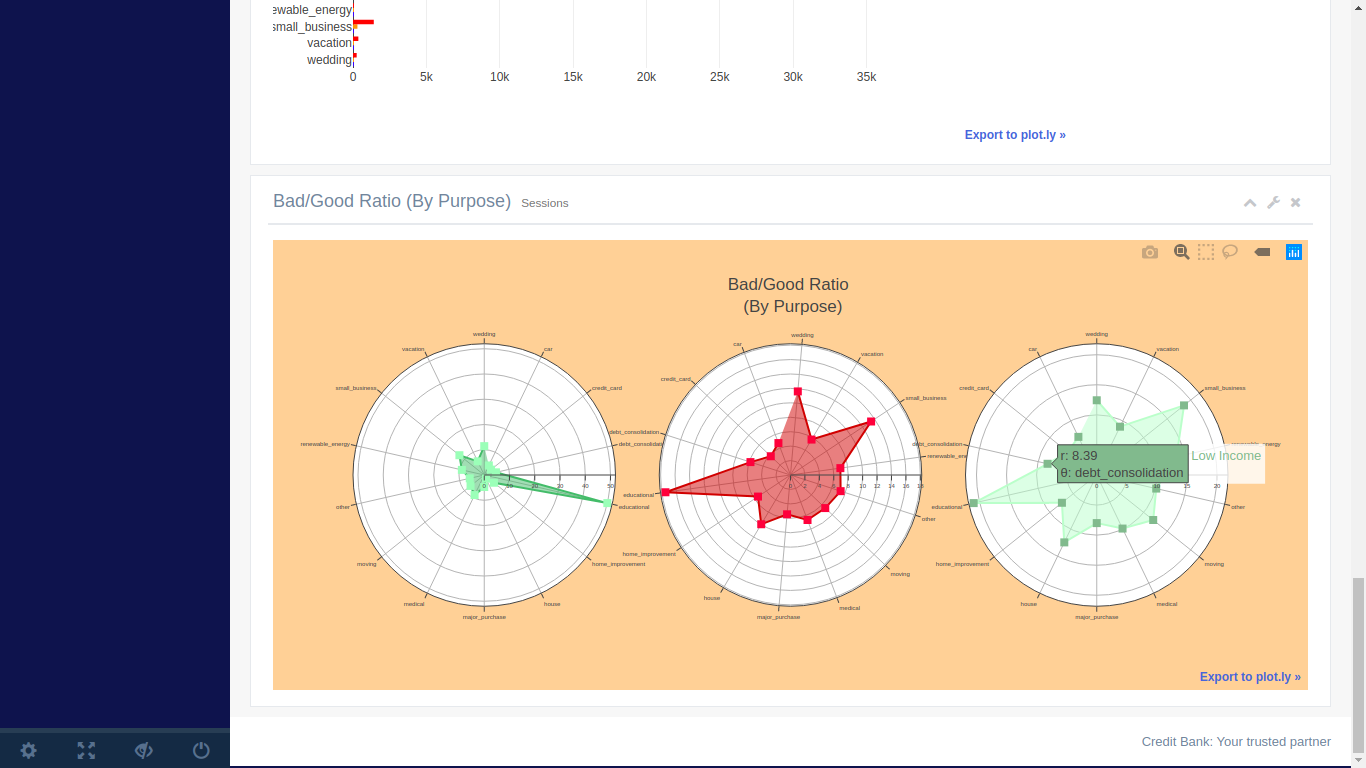 ewable_energy
small_business
vacation
wedding
0 5k 10k 15k 20k 25k 30k 35k
Export to plot.ly »
Bad/Good Ratio (By Purpose) Sessions
Bad/Good Ratio
(By Purpose)
wedding
car
credit_card
debt_consolidati
educational
home_improvement
house
major_purchase
medical
moving
other
renewable_energy
small_business
vacation
0 10 20 30 40 50
wedding
vacation
small_business
renewable_en
other
moving
medical
major_purchase
house
home_improvement
educational
debt_consolidation
credit_card
car
0 2 4 6 8 10 12 14 16 18
wedding
vacation
small_business
other
moving
medical
major_purchase
house
home_improvement
educational
debt_consolidation
credit_card
car
0 5 10 15 20
r: 8.39
θ: debt_consolidation
Low Income
Export to plot.ly »
Credit Bank: Your trusted partner